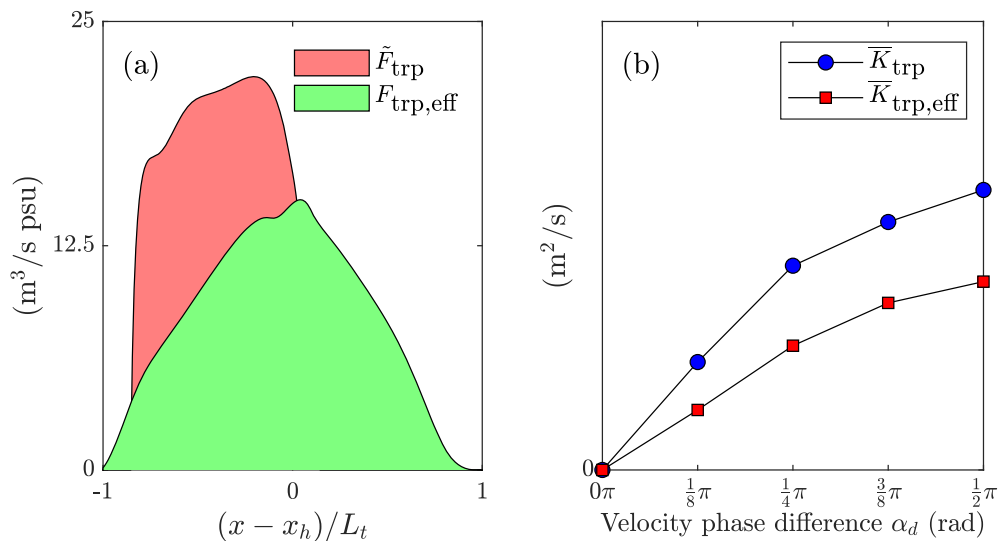 25
(a)
F̃_trp
F_trp,eff
12.5
0
(m³/s psu)
-1
0
1
(x − x_h)/L_t
(b)
K̅_trp
K̅_trp,eff
(m²/s)
0
0π
1/8π
1/4π
3/8π
1/2π
Velocity phase difference α_d (rad)